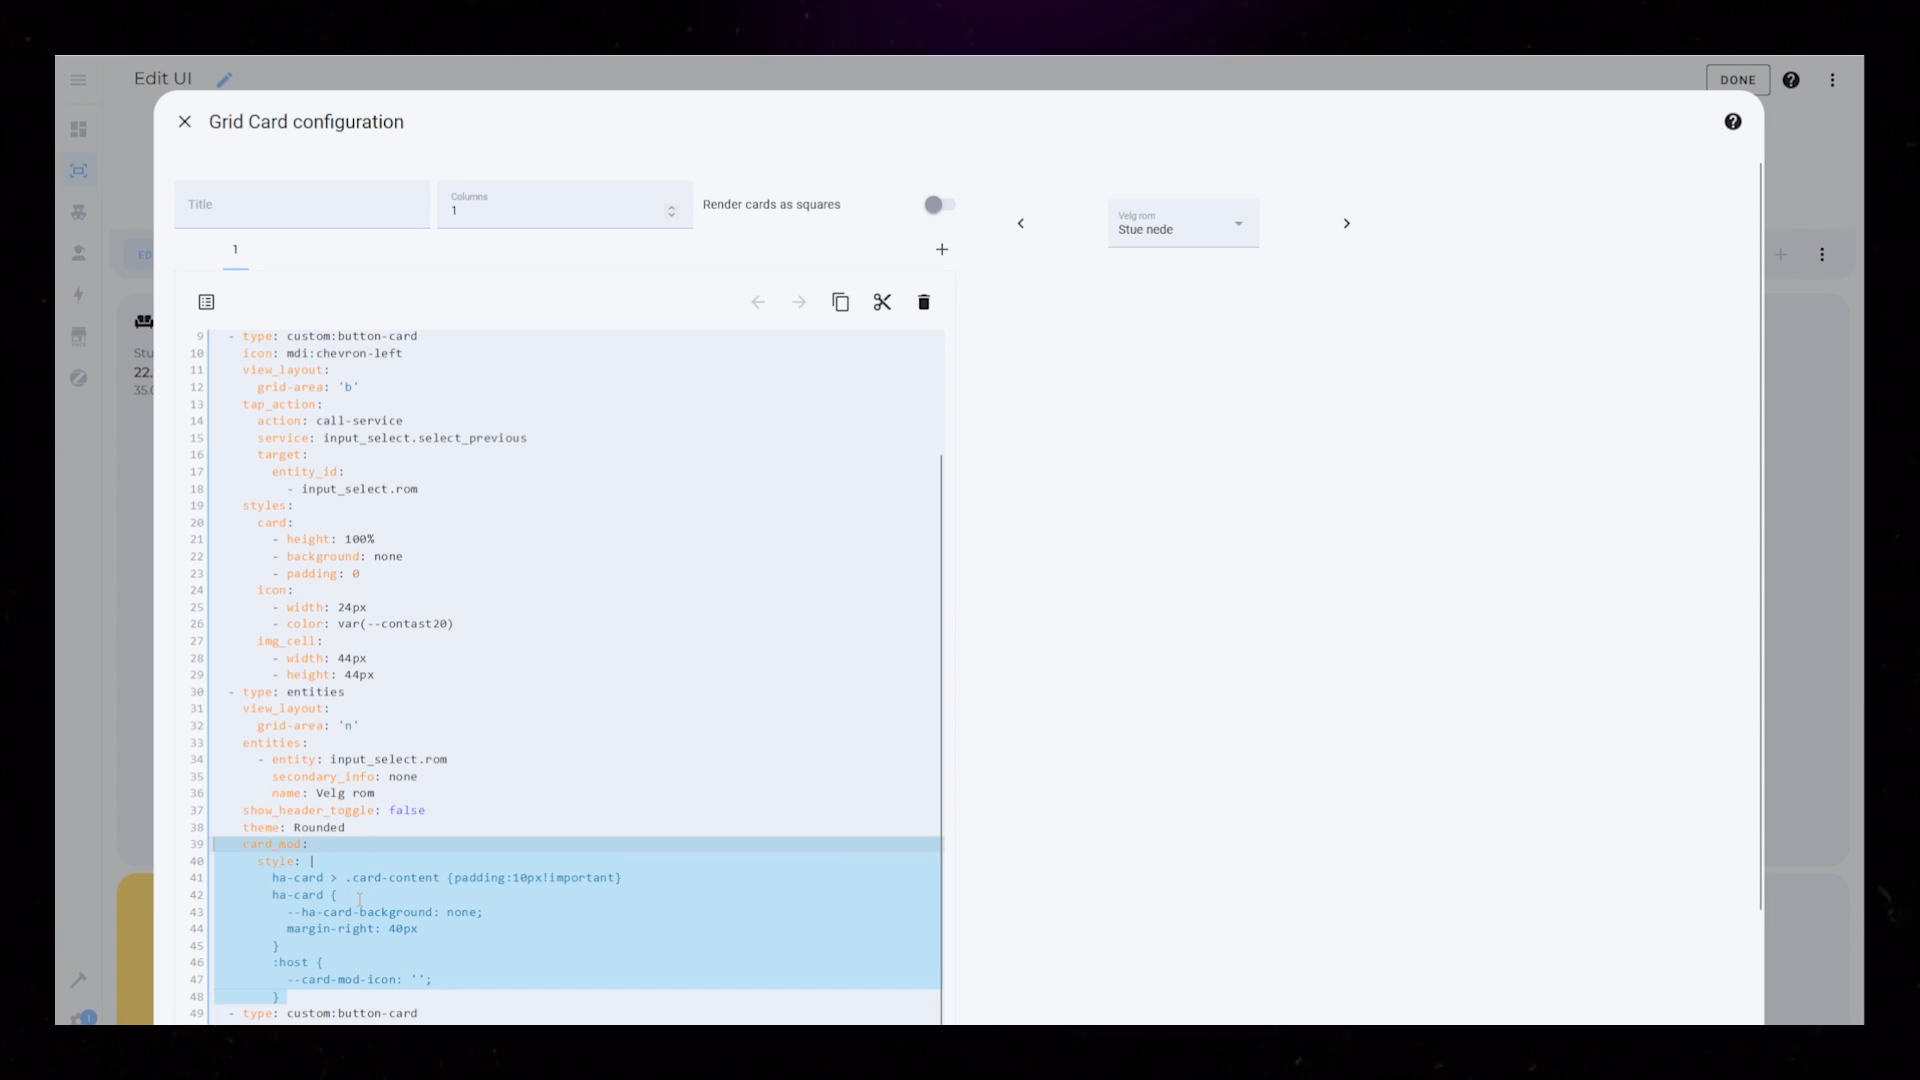 Edit UI
DONE
Grid Card configuration
Title
Columns
1
Render cards as squares
Velg rom
Stue nede
ED
1
Stu
22.
35.0
9 - type: custom:button-card
10 icon: mdi:chevron-left
11 view_layout:
12 grid-area: 'b'
13 tap_action:
14 action: call-service
15 service: input_select.select_previous
16 target:
17 entity_id:
18 - input_select.rom
19 styles:
20 card:
21 - height: 100%
22 - background: none
23 - padding: 0
24 icon:
25 - width: 24px
26 - color: var(--contast20)
27 img_cell:
28 - width: 44px
29 - height: 44px
30 - type: entities
31 view_layout:
32 grid-area: 'n'
33 entities:
34 - entity: input_select.rom
35 secondary_info: none
36 name: Velg rom
37 show_header_toggle: false
38 theme: Rounded
39 card_mod:
40 style: |
41 ha-card > .card-content {padding:10px!important}
42 ha-card {
43 --ha-card-background: none;
44 margin-right: 40px
45 }
46 :host {
47 --card-mod-icon: '';
48 }
49 - type: custom:button-card
1